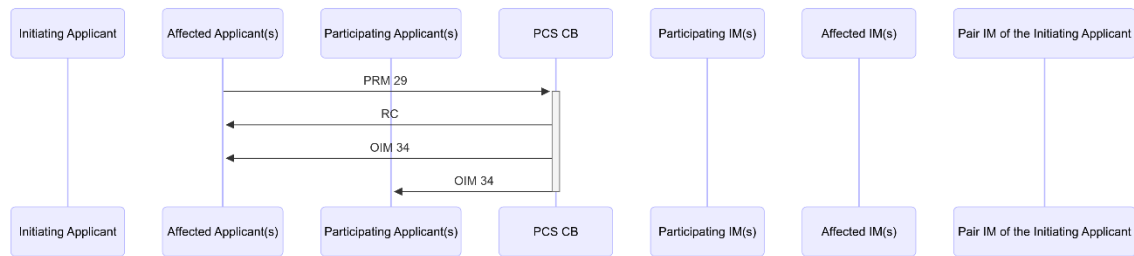 Initiating Applicant
Affected Applicant(s)
Participating Applicant(s)
PCS CB
Participating IM(s)
Affected IM(s)
Pair IM of the Initiating Applicant
PRM 29
RC
OIM 34
OIM 34
Initiating Applicant
Affected Applicant(s)
Participating Applicant(s)
PCS CB
Participating IM(s)
Affected IM(s)
Pair IM of the Initiating Applicant